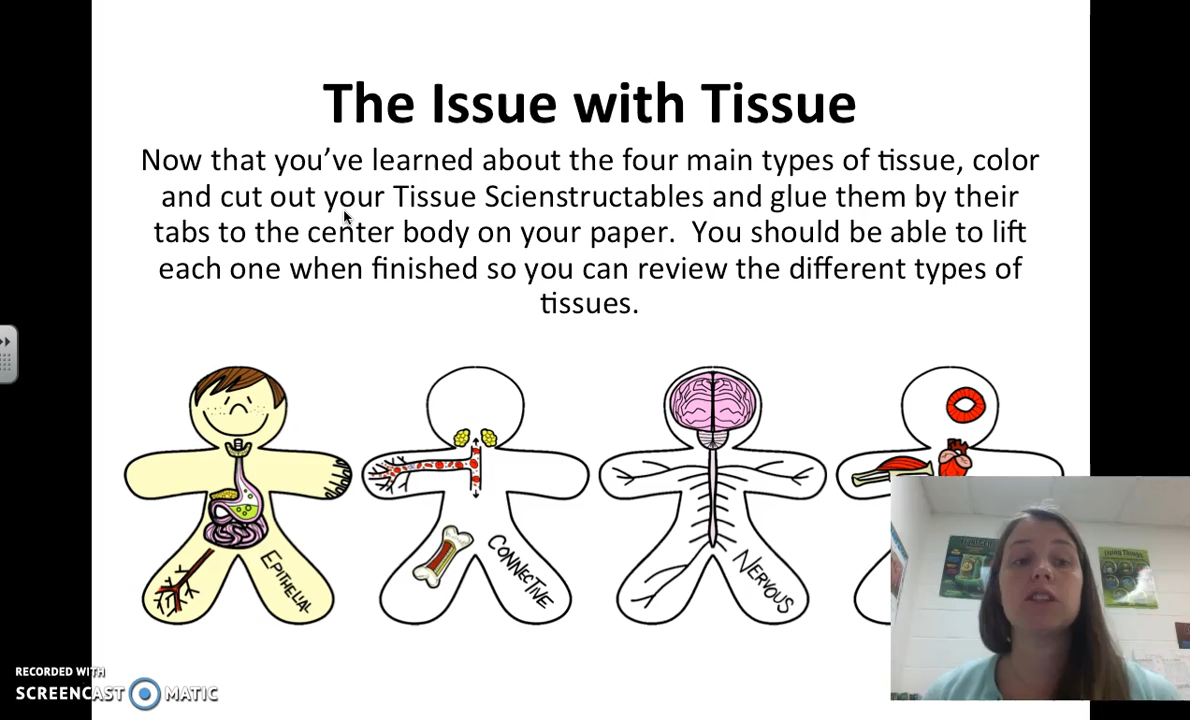 The Issue with Tissue
Now that you’ve learned about the four main types of tissue, color
and cut out your Tissue Scienstructables and glue them by their
tabs to the center body on your paper.  You should be able to lift
each one when finished so you can review the different types of
tissues.
EPITHELIAL
CONNECTIVE
NERVOUS
RECORDED WITH
SCREENCAST MATIC